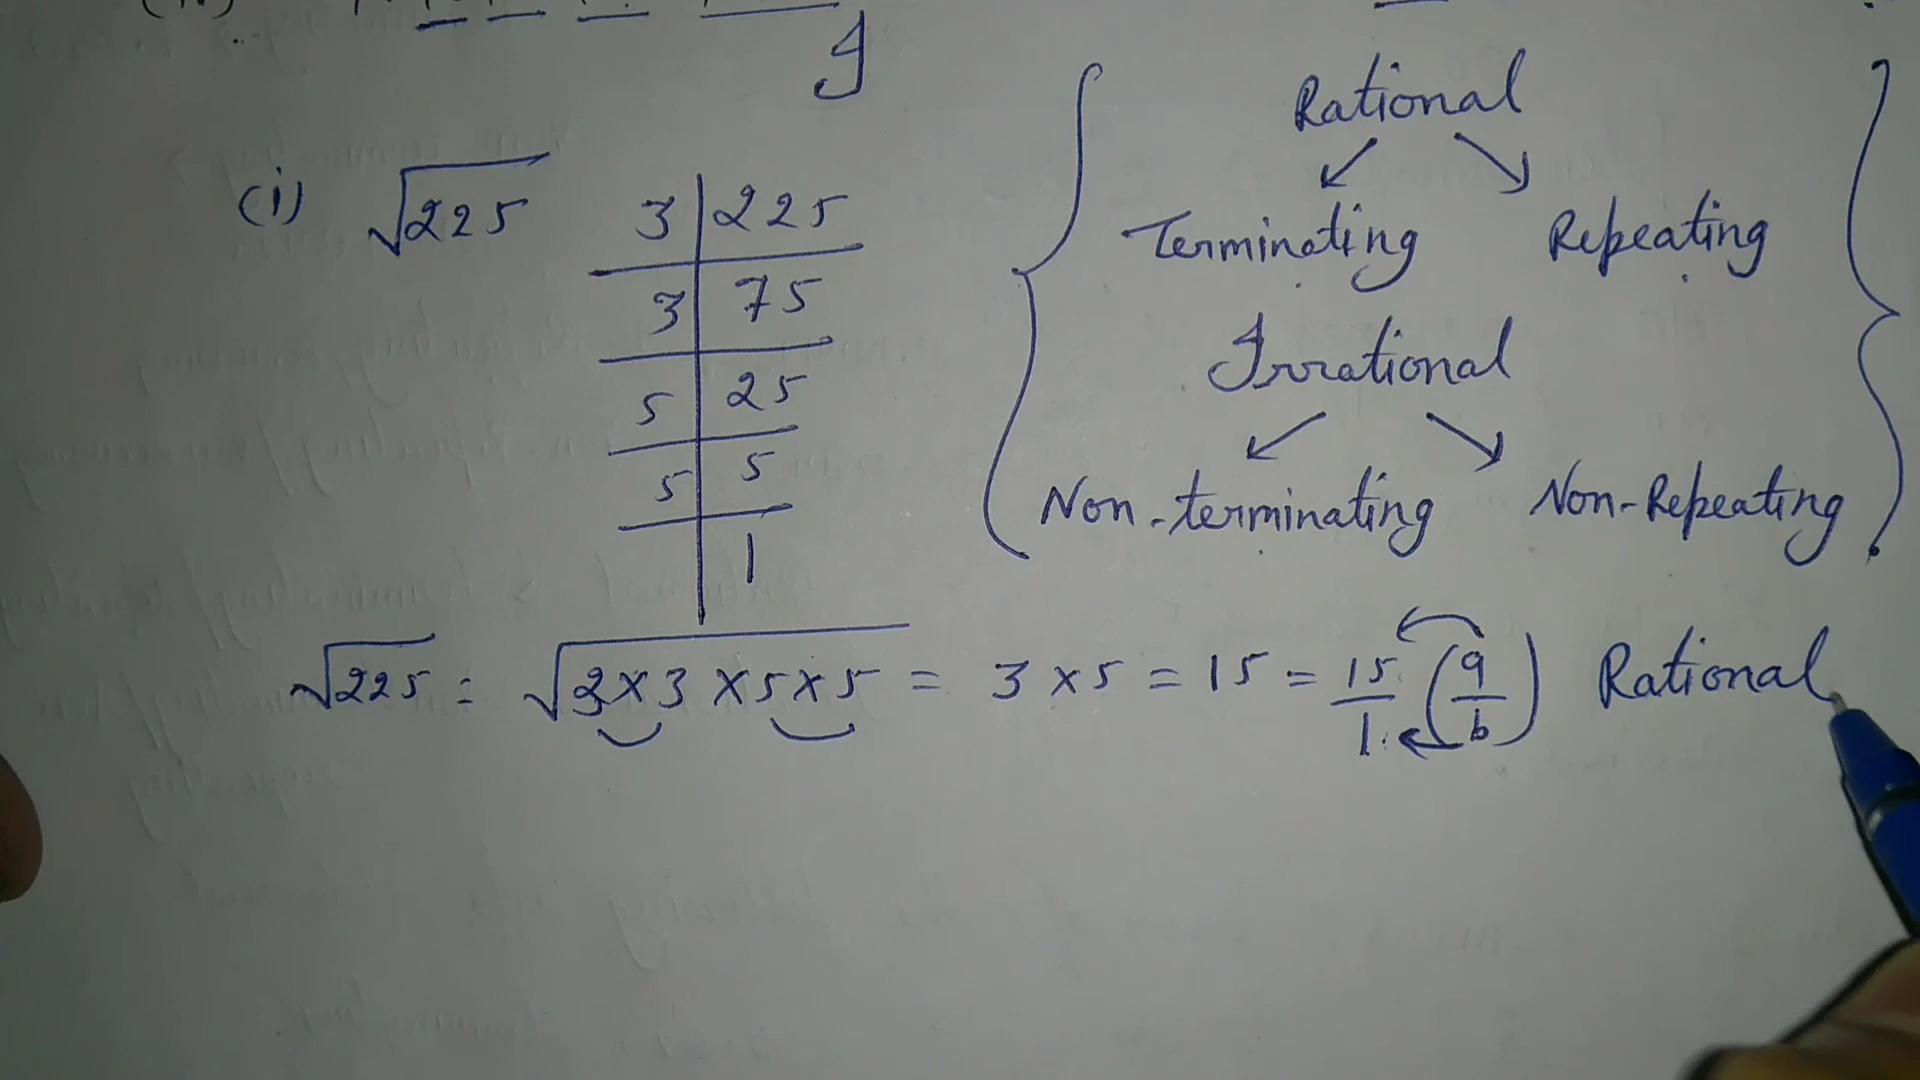 g
(i) √225
3 | 225
3 | 75
5 | 25
5 | 5
1
Rational
Terminating Repeating
Irrational
Non-terminating Non-Repeating
√225 = √3×3×5×5 = 3×5 = 15 = 15/1 (a/b) Rational